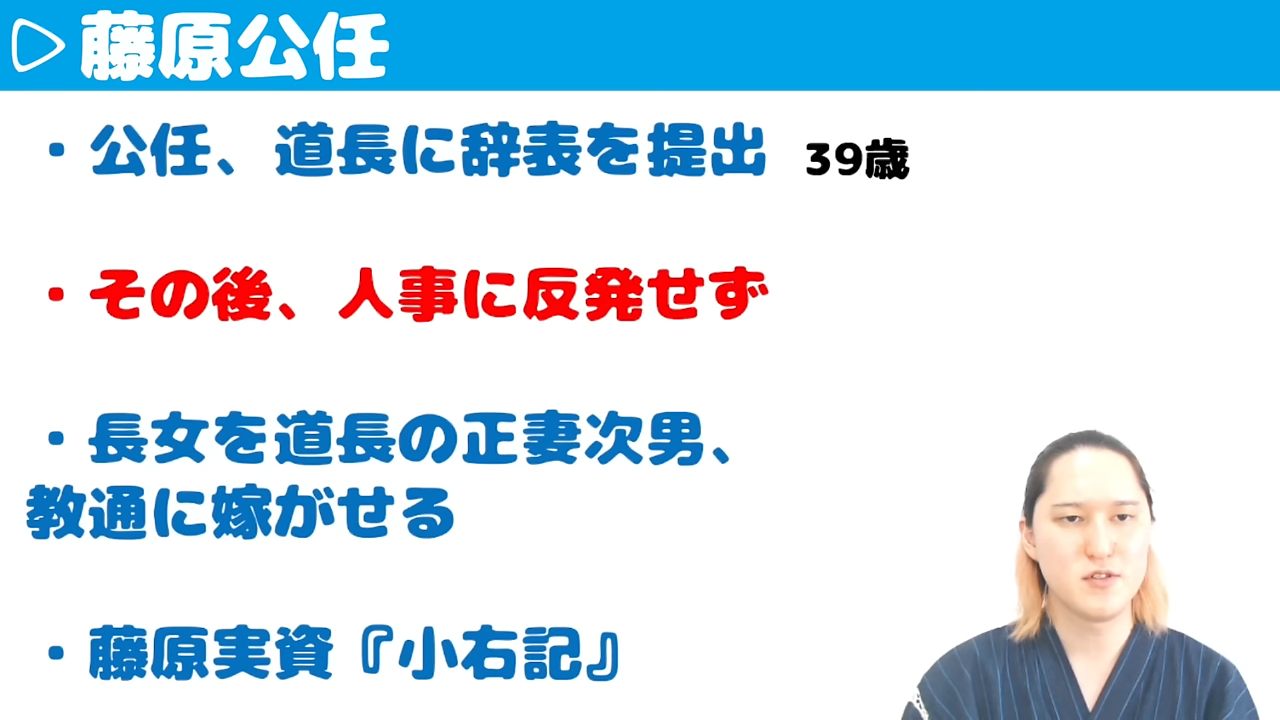 藤原公任
・公任、道長に辞表を提出 39歳
・その後、人事に反発せず
・長女を道長の正妻次男、
教通に嫁がせる
・藤原実資『小右記』